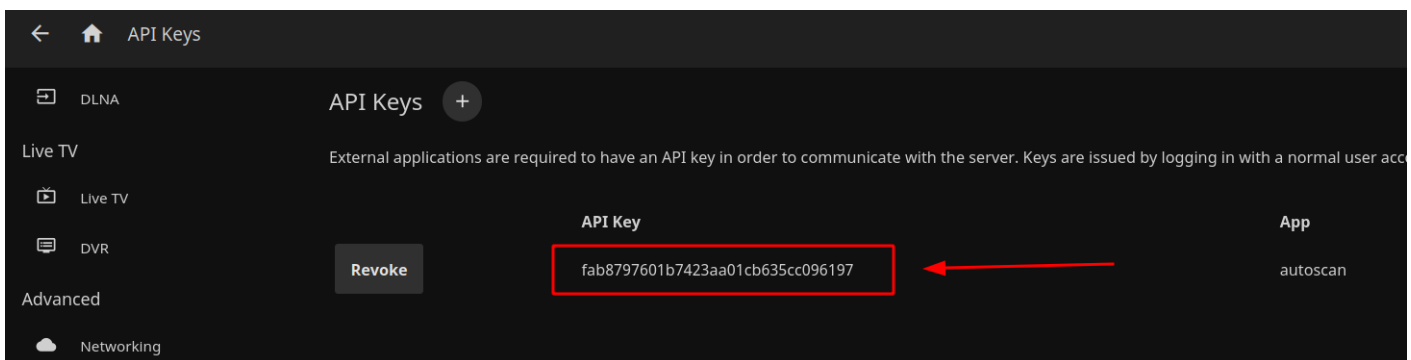 API Keys
DLNA
API Keys +
Live TV
External applications are required to have an API key in order to communicate with the server. Keys are issued by logging in with a normal user
Live TV
API Key App
DVR
Revoke fab8797601b7423aa01cb635cc096197 autoscan
Advanced
Networking